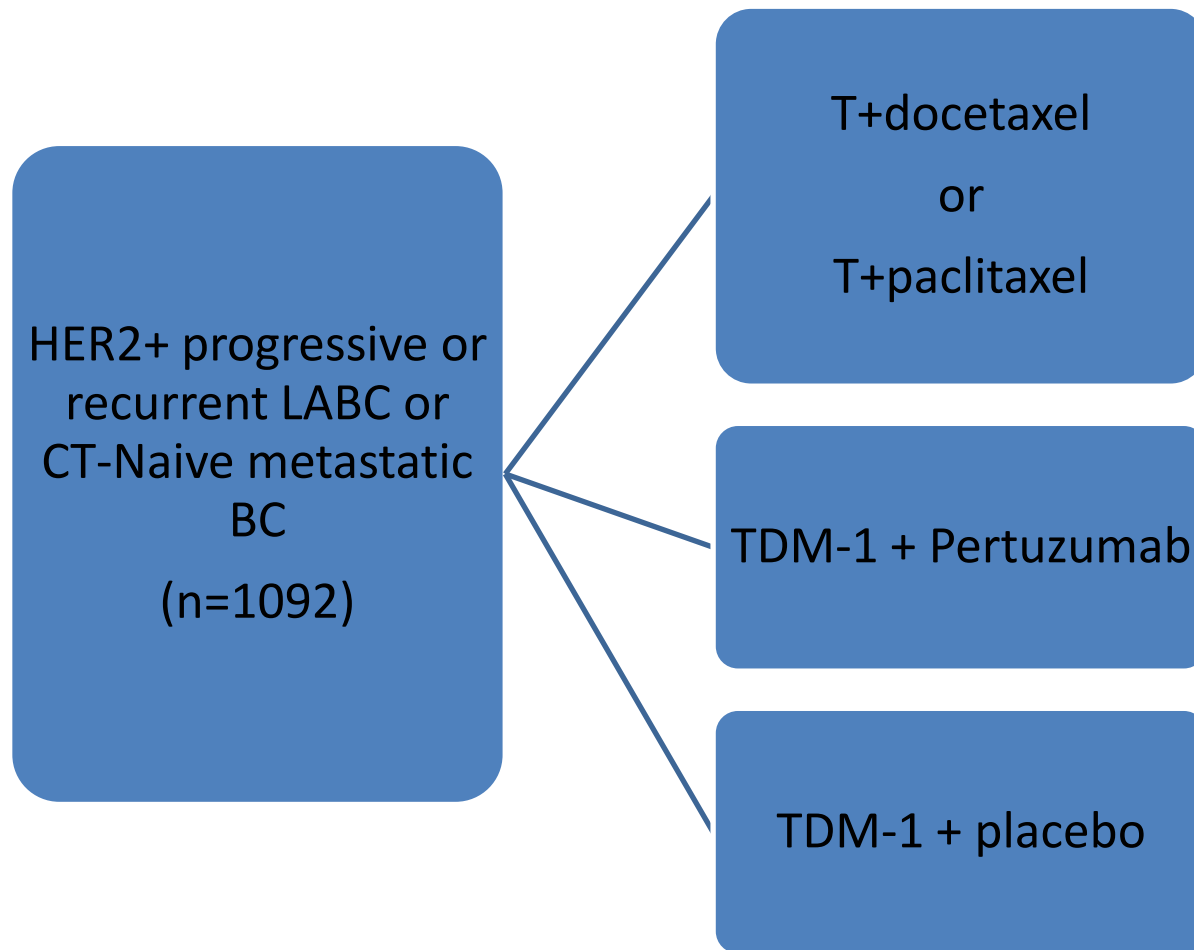 HER2+ progressive or
recurrent LABC or
CT-Naive metastatic
BC
(n=1092)
T+docetaxel
or
T+paclitaxel
TDM-1 + Pertuzumab
TDM-1 + placebo